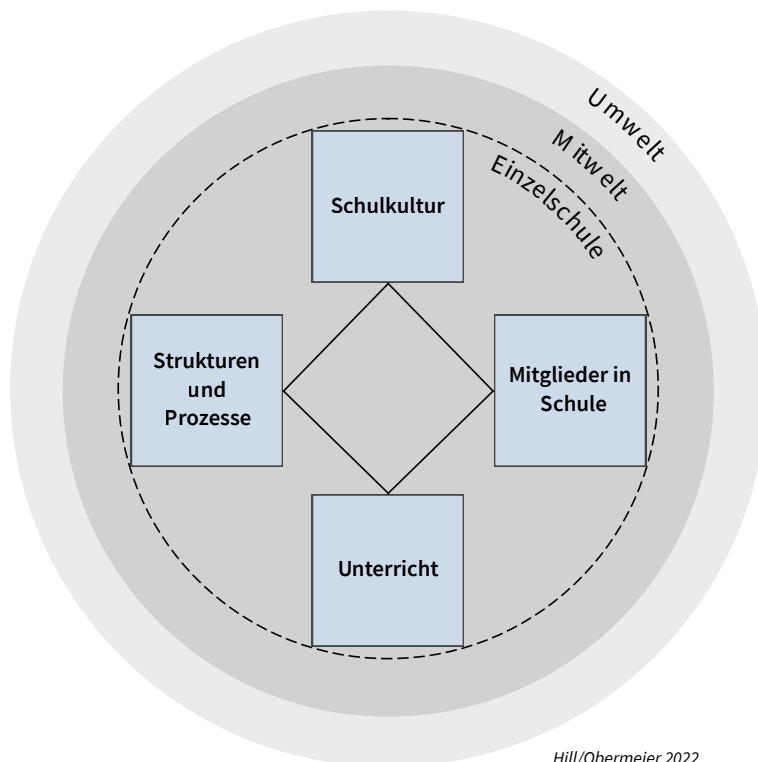 Umwelt
Mitwelt
Einzelschule
Schulkultur
Strukturen
und
Prozesse
Mitglieder in
Schule
Unterricht
Hill/Obermeier 2022